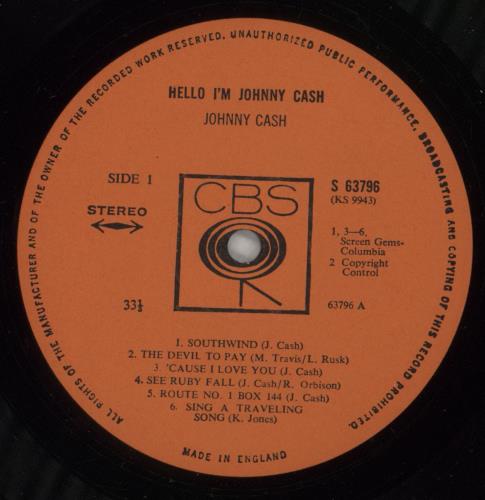 ALL RIGHTS OF THE MANUFACTURER AND OF THE OWNER OF THE RECORDED WORK RESERVED. UNAUTHORIZED PUBLIC PERFORMANCE, BROADCASTING AND COPYING OF THIS RECORD PROHIBITED.
HELLO I'M JOHNNY CASH
JOHNNY CASH
SIDE 1
STEREO
33⅓
CBS
S 63796
(KS 9943)
1, 3—6,
Screen Gems-
Columbia
2 Copyright
Control
63796 A
1. SOUTHWIND (J. Cash)
2. THE DEVIL TO PAY (M. Travis/L. Rusk)
3. 'CAUSE I LOVE YOU (J. Cash)
4. SEE RUBY FALL (J. Cash/R. Orbison)
5. ROUTE NO. 1 BOX 144 (J. Cash)
6. SING A TRAVELING
SONG (K. Jones)
MADE IN ENGLAND